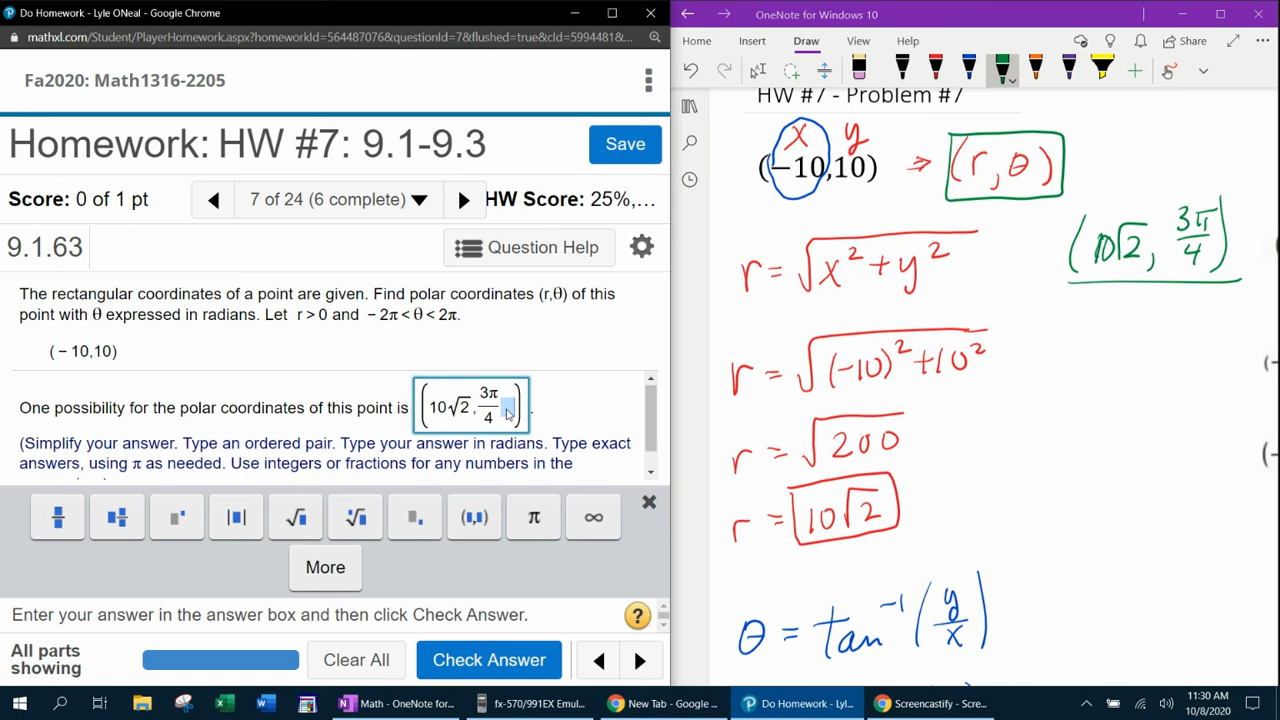 Do Homework - Lyle ONeal - Google Chrome
mathxl.com/Student/PlayerHomework.aspx?homeworkId=564487076&questionId=7&flushed=true&cId=5994481&...
Fa2020: Math1316-2205
Homework: HW #7: 9.1-9.3
Save
Score: 0 of 1 pt
7 of 24 (6 complete)
HW Score: 25%,...
9.1.63
Question Help
The rectangular coordinates of a point are given. Find polar coordinates (r,θ) of this
point with θ expressed in radians. Let r > 0 and − 2π < θ < 2π.
( − 10,10)
One possibility for the polar coordinates of this point is (10√2, 3π/4).
(Simplify your answer. Type an ordered pair. Type your answer in radians. Type exact
answers, using π as needed. Use integers or fractions for any numbers in the
(▪,▪)
π
∞
More
Enter your answer in the answer box and then click Check Answer.
?
All parts
showing
Clear All
Check Answer
OneNote for Windows 10
Home Insert Draw View Help
Share
HW #7 - Problem #7
x y
(−10,10) ⇒ (r, θ)
(10√2, 3π/4)
r = √x² + y²
r = √(-10)² + 10²
r = √200
r = 10√2
θ = tan⁻¹ (y/x)
Math - OneNote for...
fx-570/991EX Emul...
New Tab - Google ...
Do Homework - Lyl...
Screencastify - Scre...
11:30 AM
10/8/2020